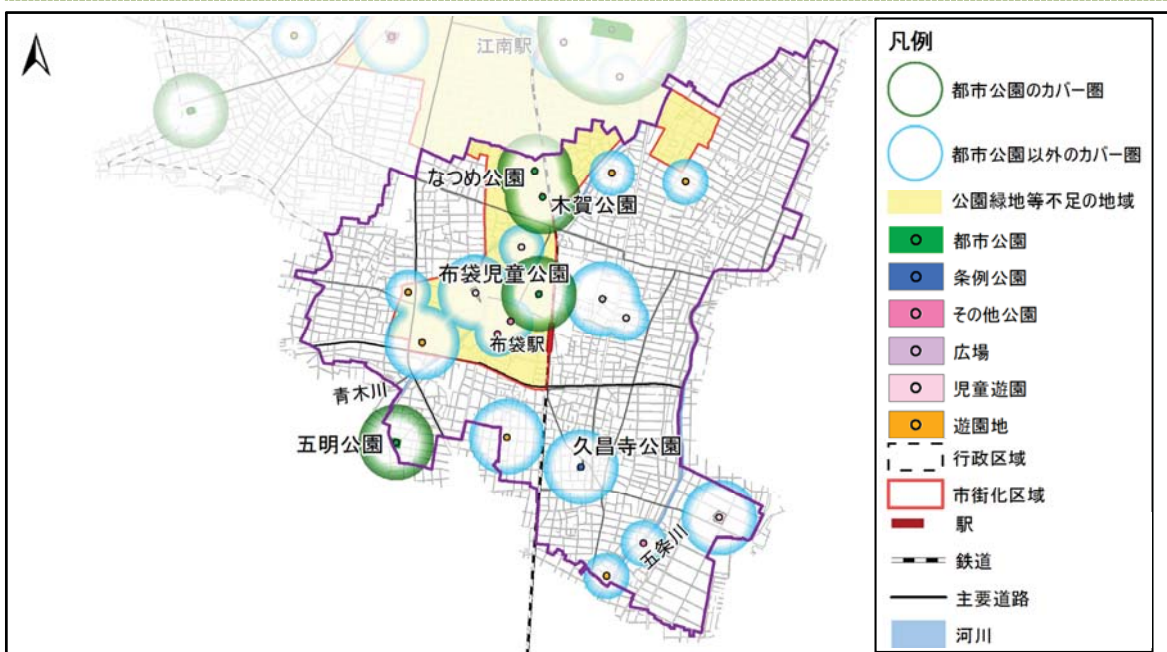 江南駅
なつめ公園
木賀公園
布袋児童公園
布袋駅
青木川
五明公園
久昌寺公園
五条川
凡例
都市公園のカバー圏
都市公園以外のカバー圏
公園緑地等不足の地域
都市公園
条例公園
その他公園
広場
児童遊園
遊園地
行政区域
市街化区域
駅
鉄道
主要道路
河川